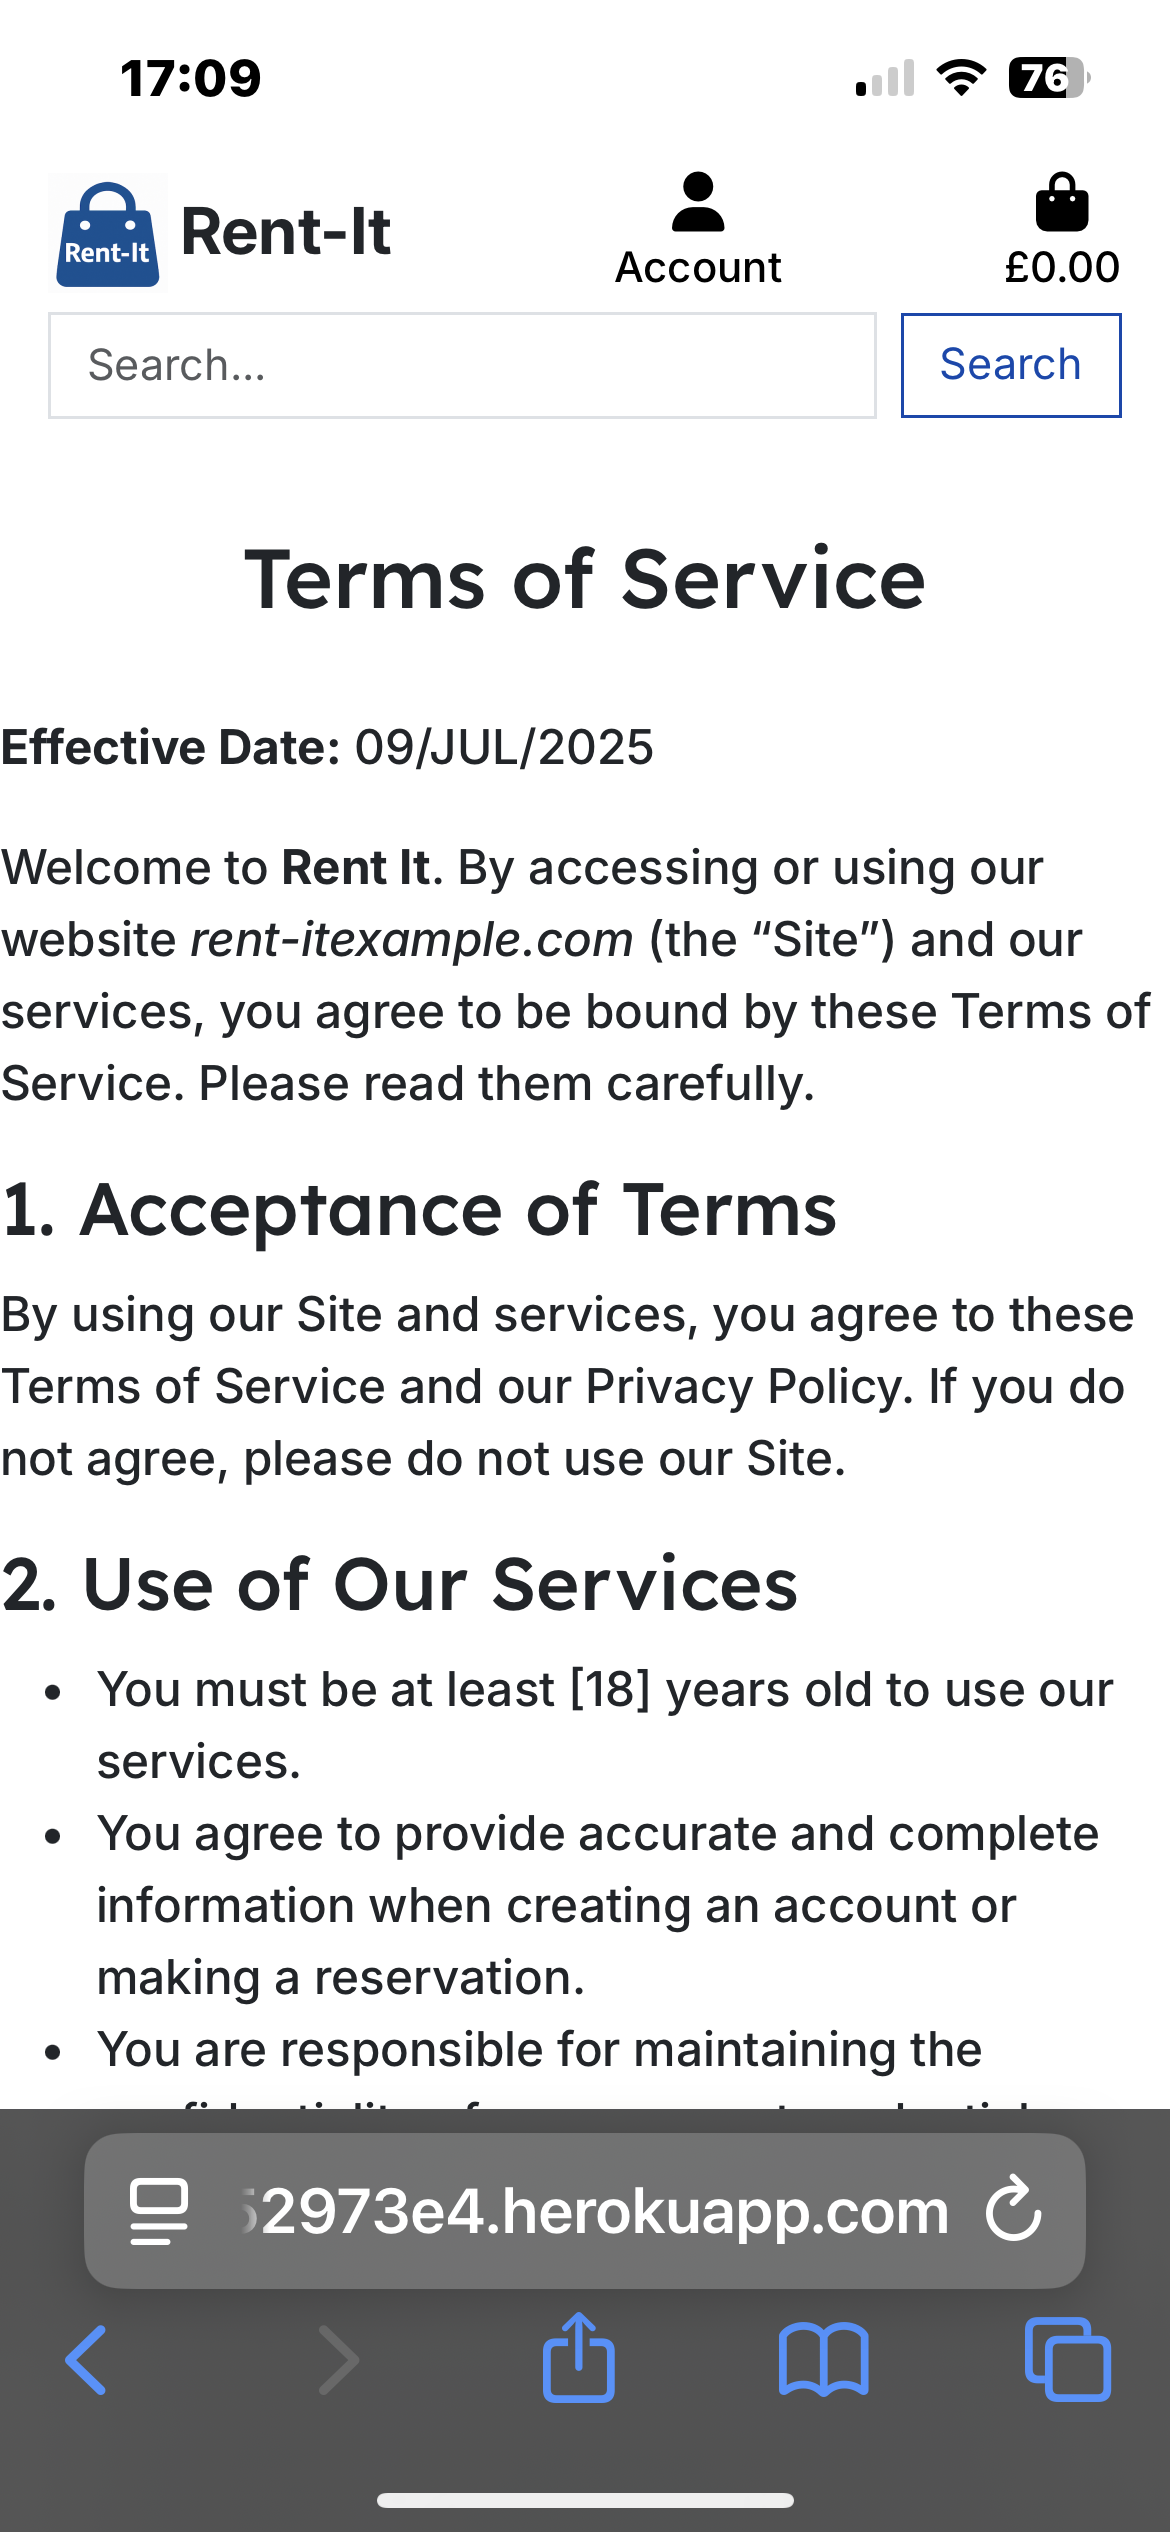 17:09
76
Rent-It
Rent-It
Account
£0.00
Search...
Search
Terms of Service
Effective Date: 09/JUL/2025
Welcome to Rent It. By accessing or using our
website rent-itexample.com (the “Site”) and our
services, you agree to be bound by these Terms of
Service. Please read them carefully.
1. Acceptance of Terms
By using our Site and services, you agree to these
Terms of Service and our Privacy Policy. If you do
not agree, please do not use our Site.
2. Use of Our Services
• You must be at least [18] years old to use our
services.
• You agree to provide accurate and complete
information when creating an account or
making a reservation.
• You are responsible for maintaining the
2973e4.herokuapp.com